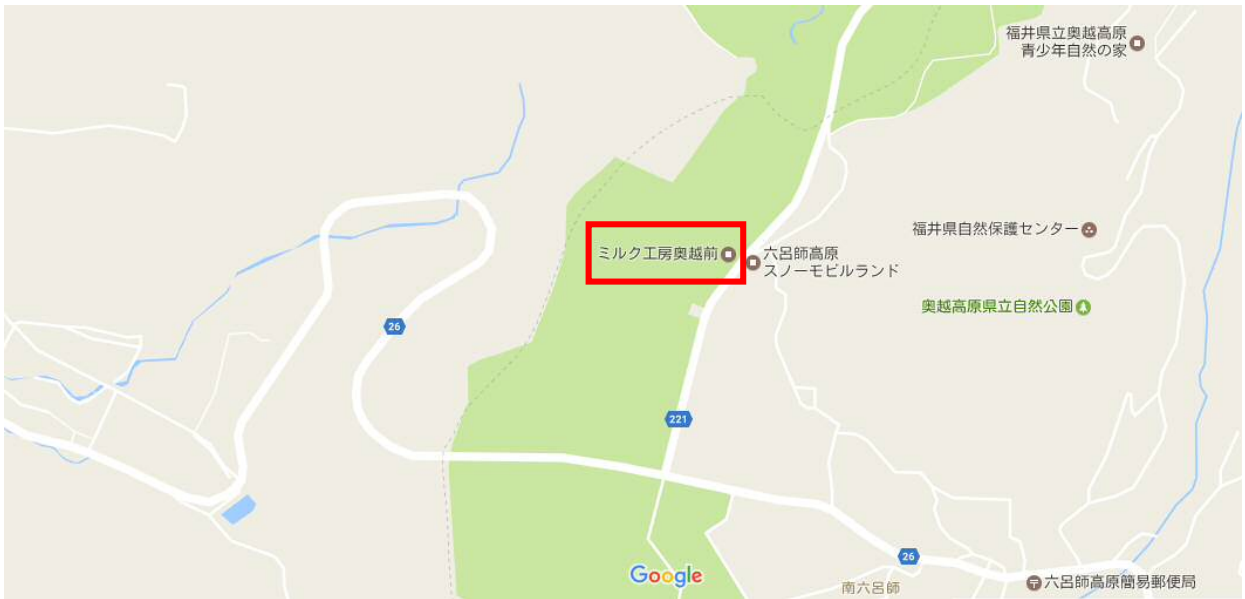 福井県立奥越高原
青少年自然の家
福井県自然保護センター
ミルク工房奥越前
六呂師高原
スノーモビルランド
奥越高原県立自然公園
26
221
26
Google
南六呂師
六呂師高原簡易郵便局